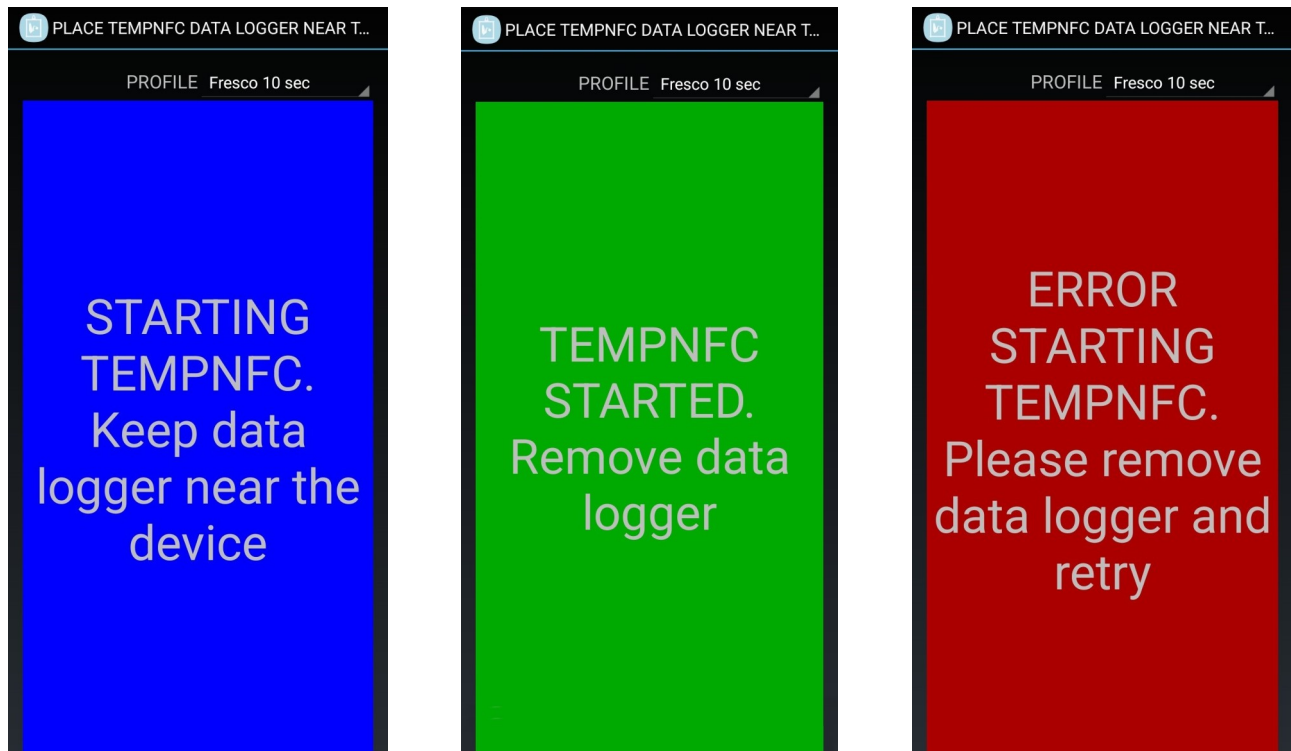 PLACE TEMPNFC DATA LOGGER NEAR T...
PROFILE Fresco 10 sec
STARTING
TEMPNFC.
Keep data
logger near the
device
PLACE TEMPNFC DATA LOGGER NEAR T...
PROFILE Fresco 10 sec
TEMPNFC
STARTED.
Remove data
logger
PLACE TEMPNFC DATA LOGGER NEAR T...
PROFILE Fresco 10 sec
ERROR
STARTING
TEMPNFC.
Please remove
data logger and
retry